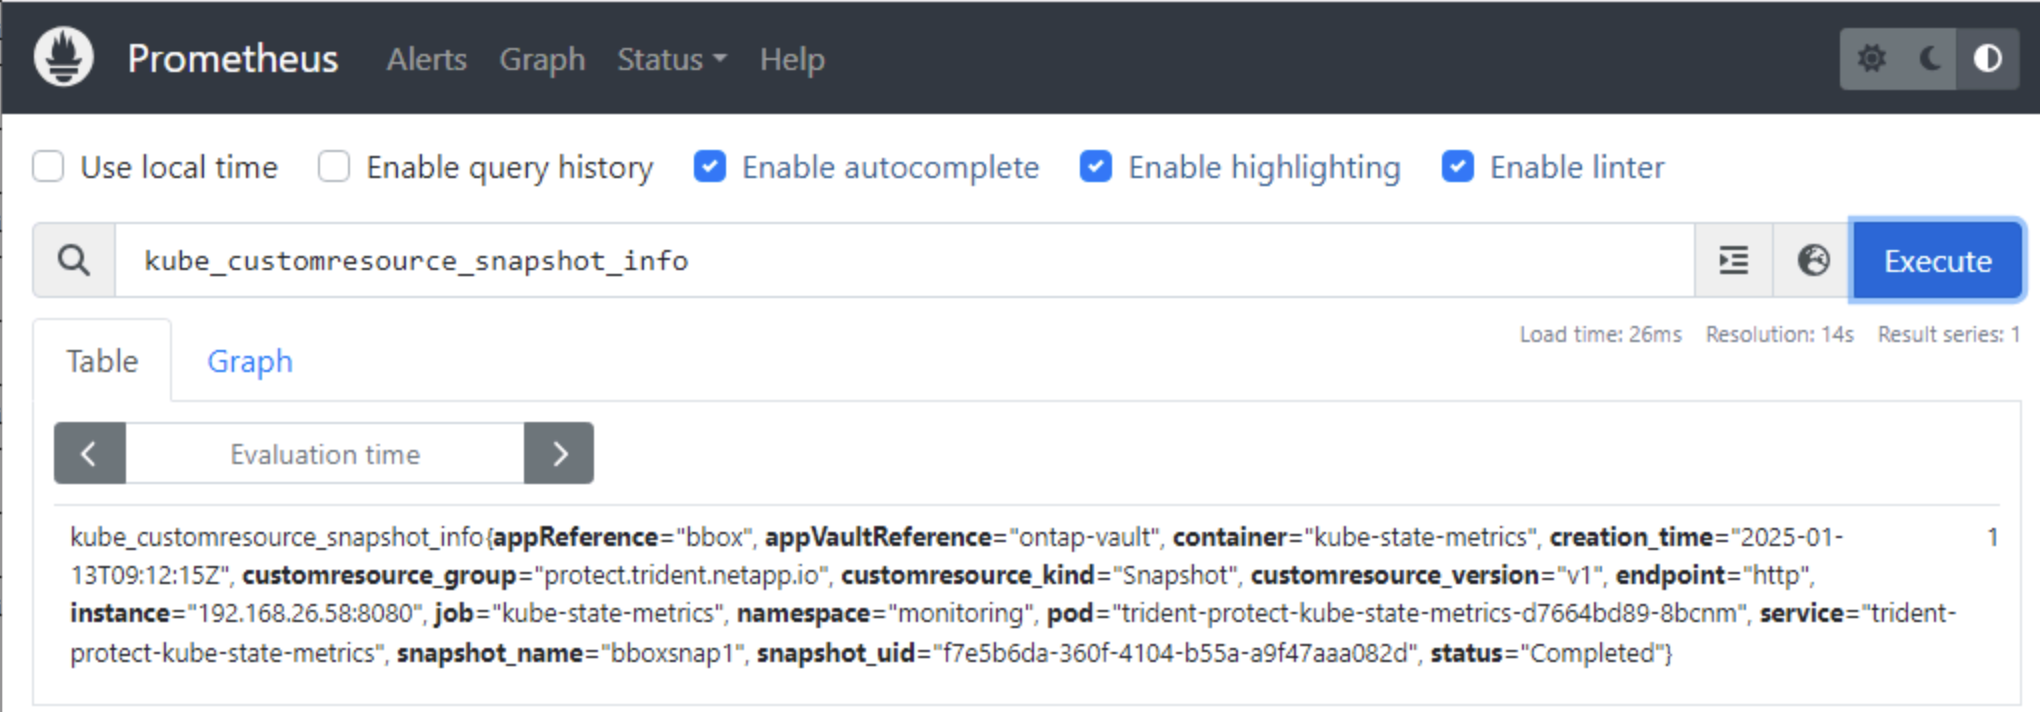 Prometheus Alerts Graph Status Help
Use local time Enable query history Enable autocomplete Enable highlighting Enable linter
kube_customresource_snapshot_info Execute
Load time: 26ms Resolution: 14s Result series: 1
Table Graph
Evaluation time
kube_customresource_snapshot_info{appReference="bbox", appVaultReference="ontap-vault", container="kube-state-metrics", creation_time="2025-01- 1
13T09:12:15Z", customresource_group="protect.trident.netapp.io", customresource_kind="Snapshot", customresource_version="v1", endpoint="http",
instance="192.168.26.58:8080", job="kube-state-metrics", namespace="monitoring", pod="trident-protect-kube-state-metrics-d7664bd89-8bcnm", service="trident-
protect-kube-state-metrics", snapshot_name="bboxsnap1", snapshot_uid="f7e5b6da-360f-4104-b55a-a9f47aaa082d", status="Completed"}